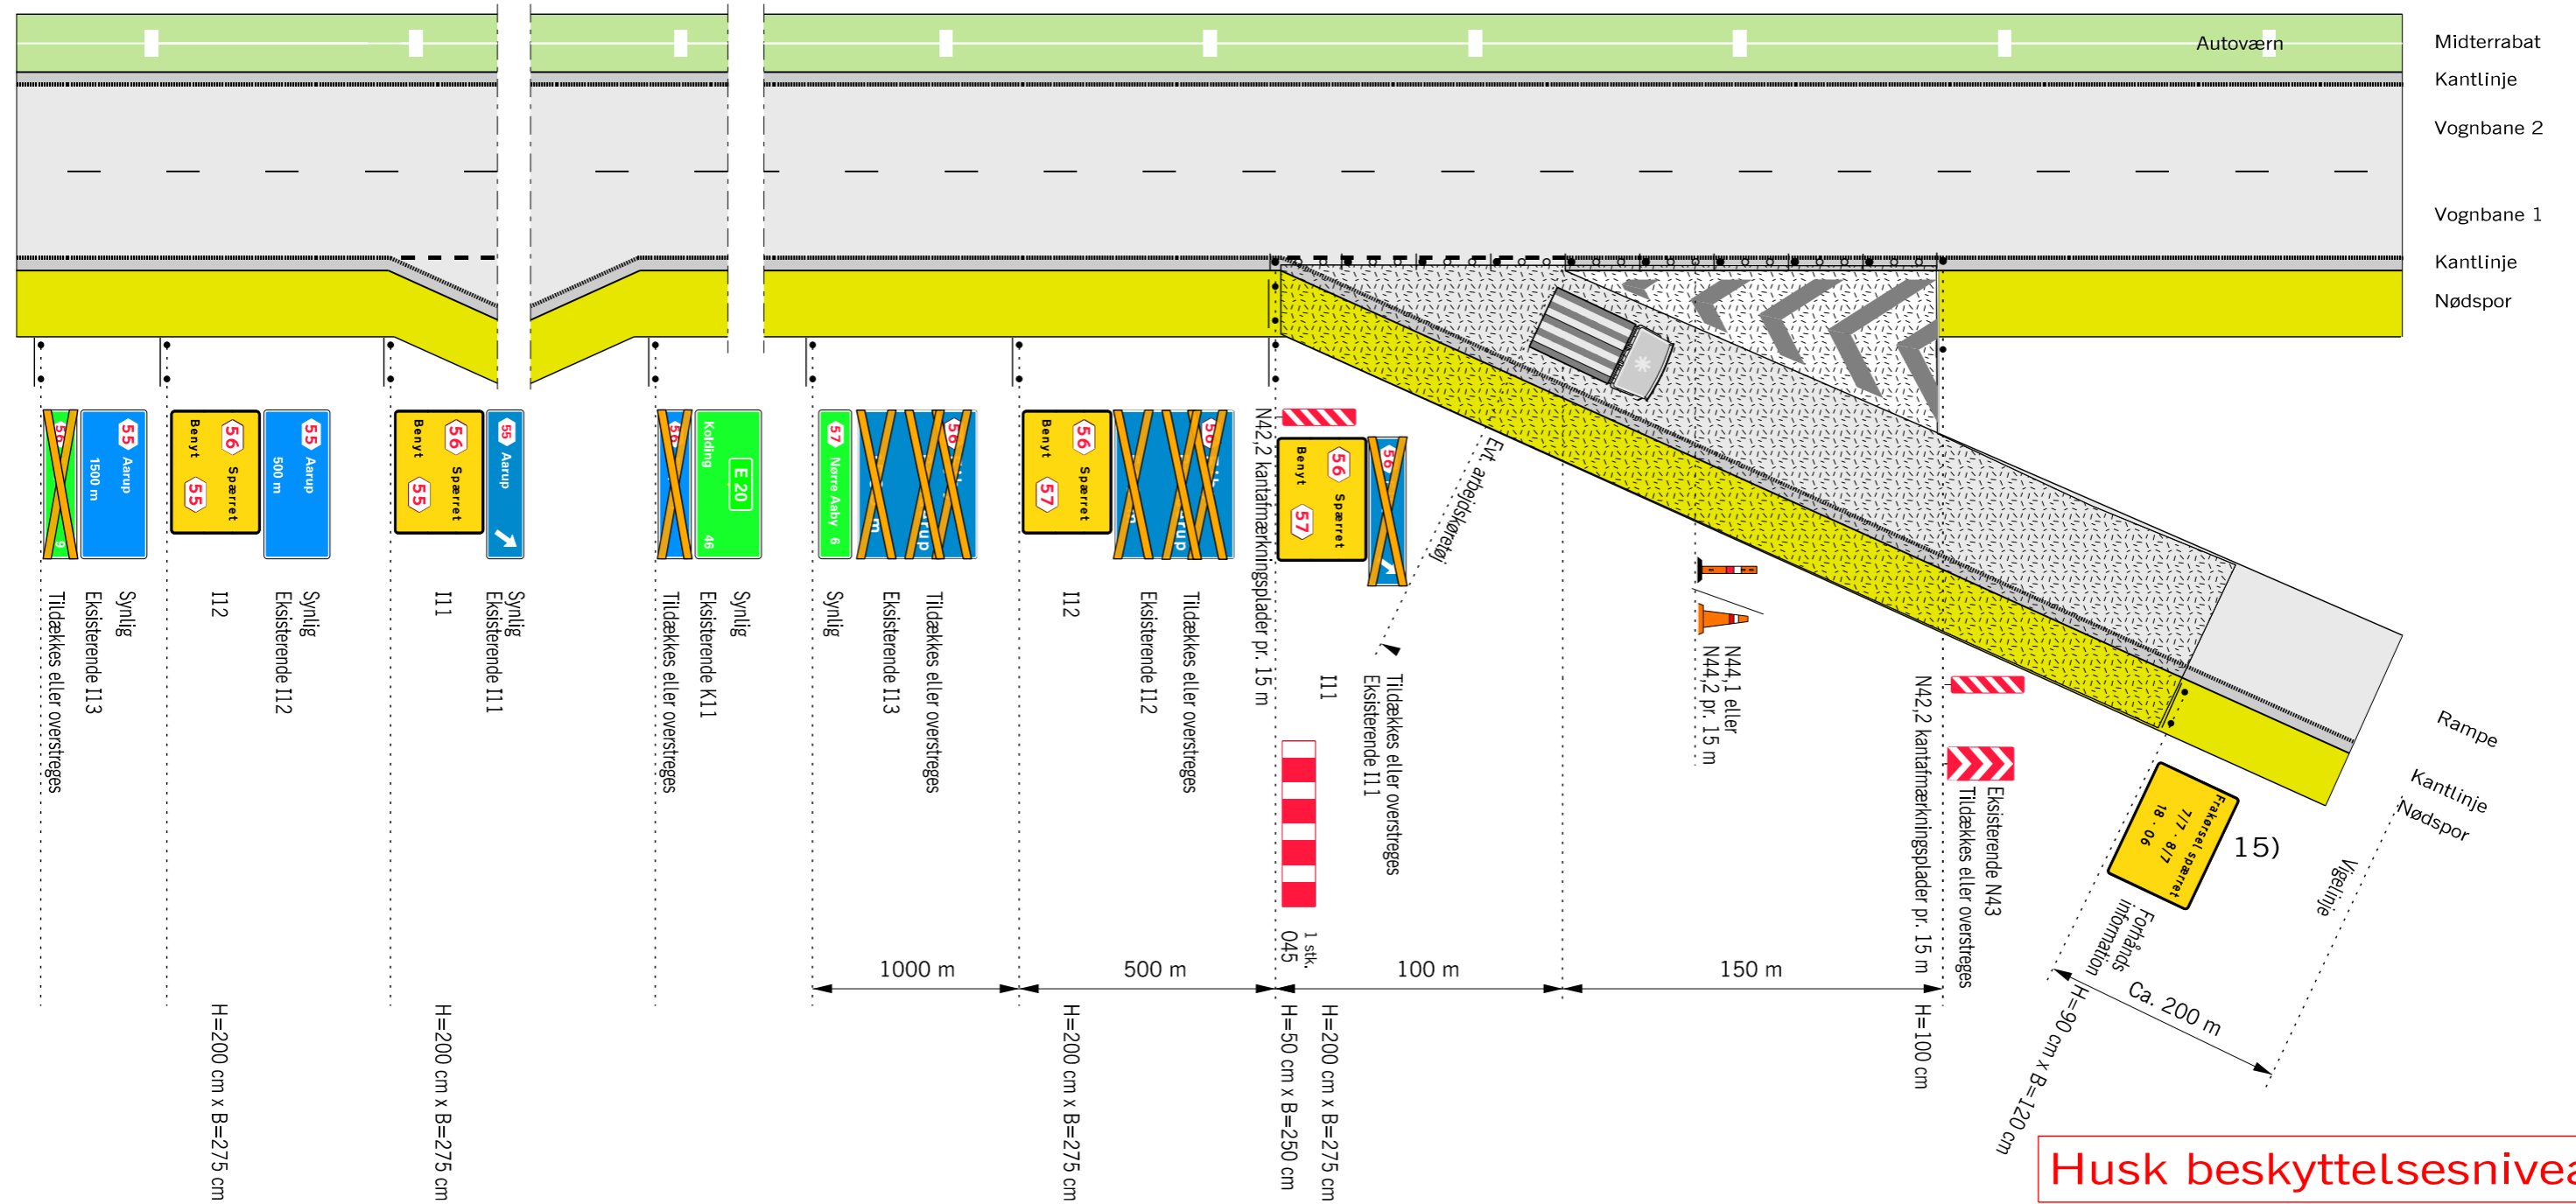 Autoværn
Midterrabat
Kantlinje
Vognbane 2
Vognbane 1
Kantlinje
Nødspor
56
9
55 Aarup
1500 m
Synlig
Eksisterende I13
Tildækkes eller overstreges
56 Spærret
Benyt 55
I12
H=200 cm x B=275 cm
55 Aarup
500 m
Synlig
Eksisterende I12
56 Spærret
Benyt 55
I11
H=200 cm x B=275 cm
55 Aarup
Synlig
Eksisterende I11
56
E 20
Kolding 46
Synlig
Eksisterende K11
Tildækkes eller overstreges
57 Nørre Aaby 6
Synlig
56
rup
m
Tildækkes eller overstreges
Eksisterende I13
56 Spærret
Benyt 57
I12
H=200 cm x B=275 cm
56
rup
Tildækkes eller overstreges
Eksisterende I12
N42,2 kantafmærkningsplader pr. 15 m
56 Spærret
Benyt 57
I11
56
Tildækkes eller overstreges
Eksisterende I11
Evt. arbejdskøretøj
1 stk.
O45
H=200 cm x B=275 cm
H=50 cm x B=250 cm
N44,1 eller
N44,2 pr. 15 m
N42,2 kantafmærkningsplader pr. 15 m
H=100 cm
Eksisterende N43
Tildækkes eller overstreges
1000 m
500 m
100 m
150 m
Frakørsel spærret
7/7 - 8/7
18 - 06
15)
Forhånds
information
H=90 cm x B=120 cm
Ca. 200 m
Vigelinje
Rampe
Kantlinje
Nødspor
Husk beskyttelsesnivea